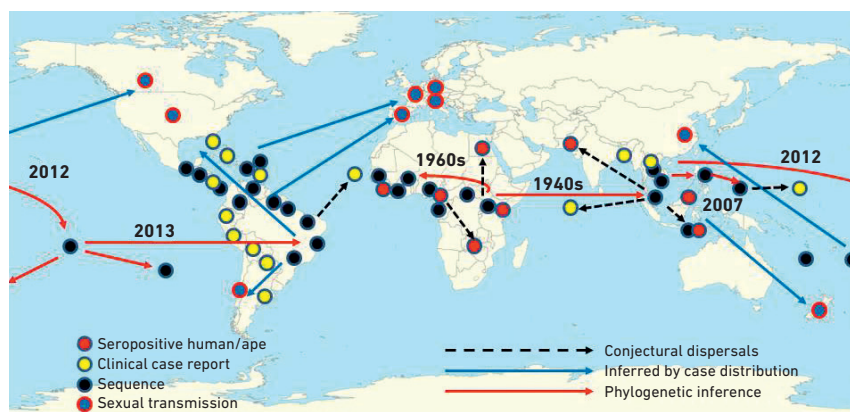 2012
2013
1960s
1940s
2012
2007
Seropositive human/ape
Clinical case report
Sequence
Sexual transmission
Conjectural dispersals
Inferred by case distribution
Phylogenetic inference